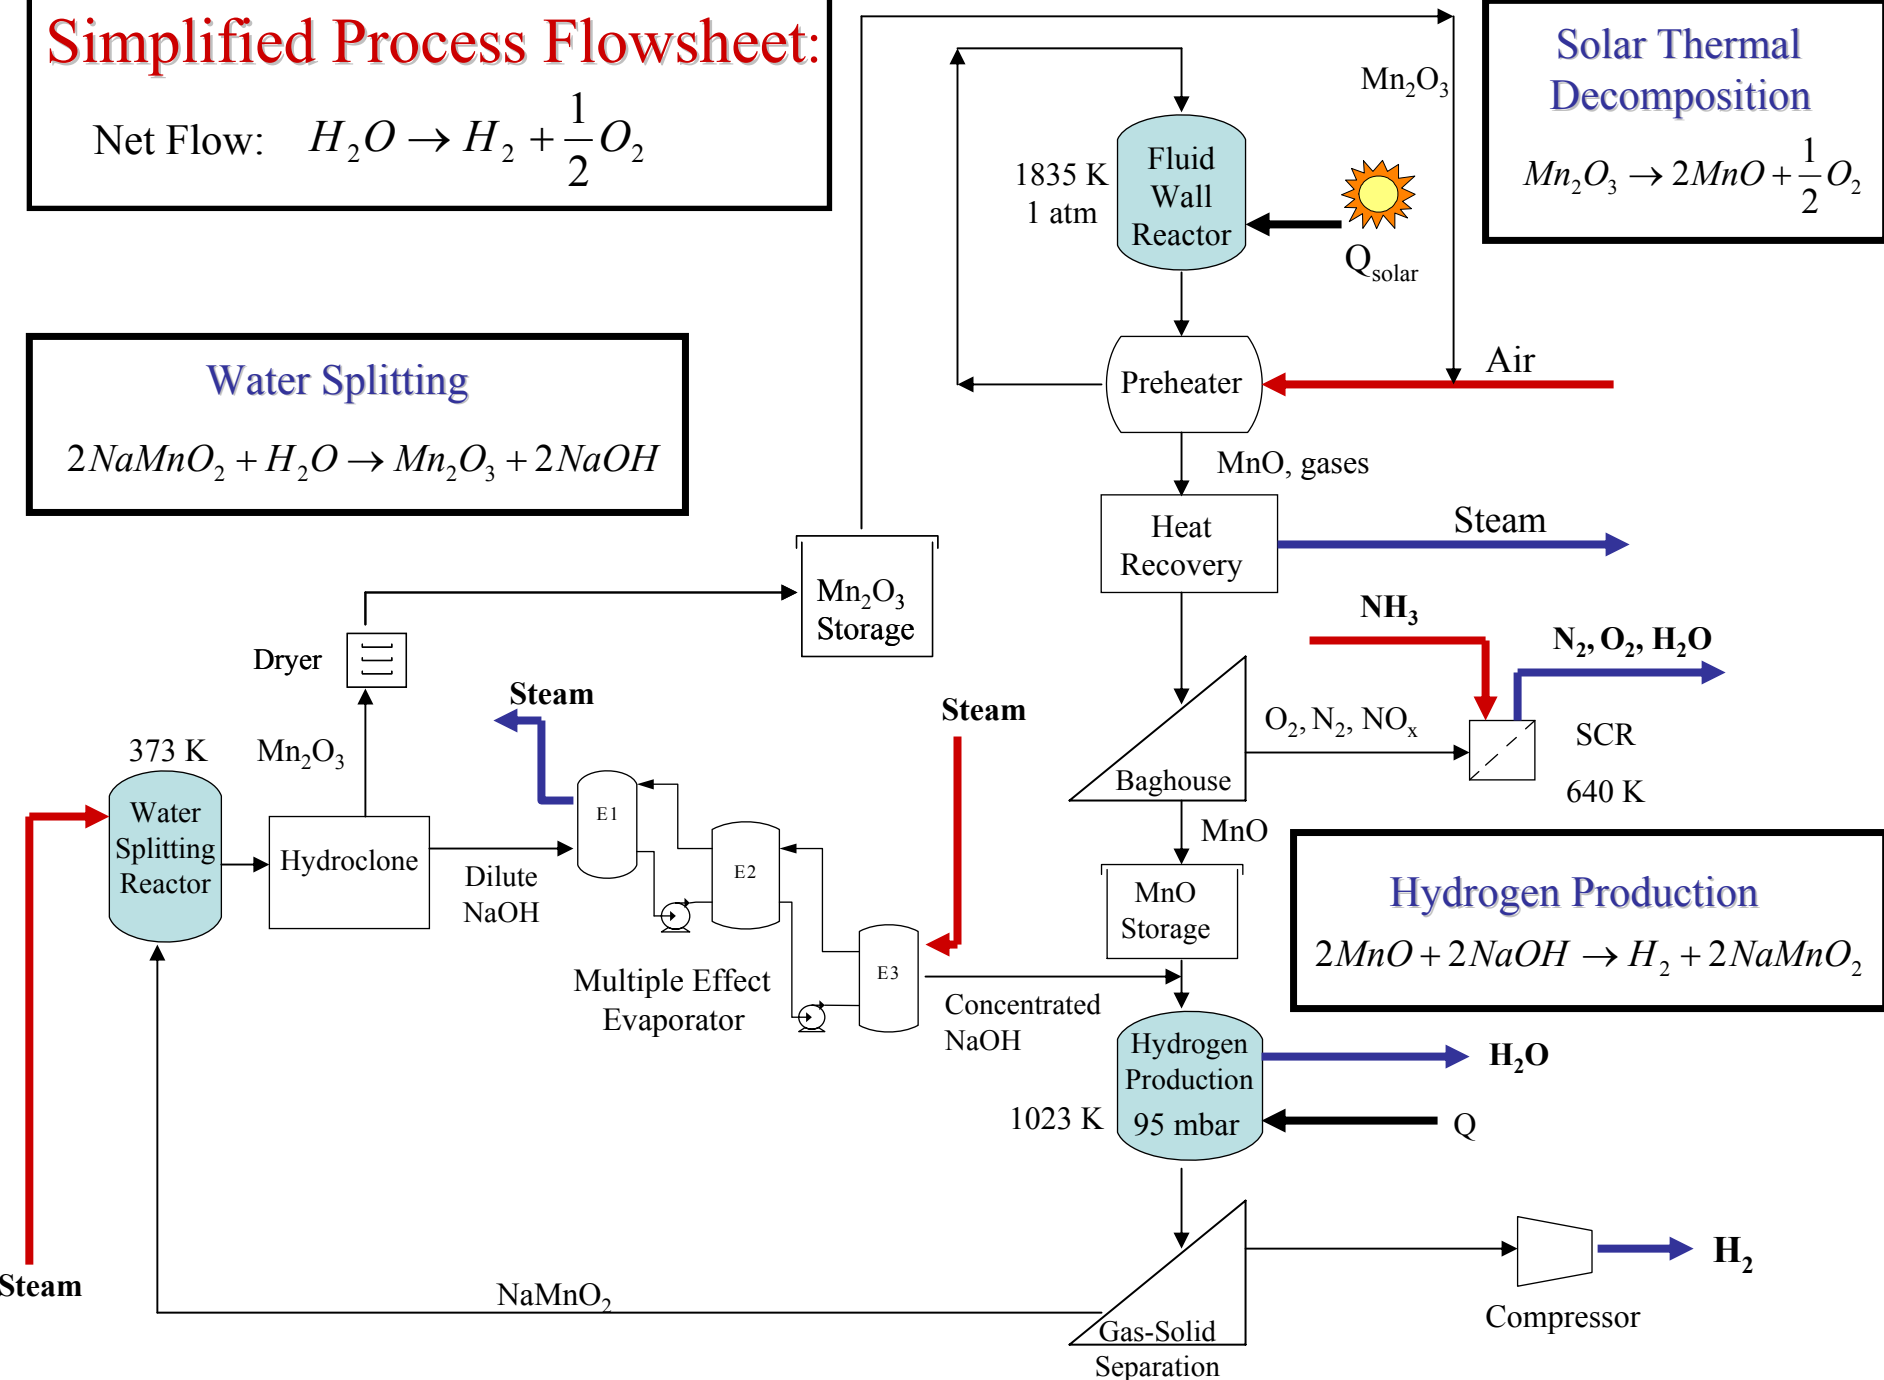 Simplified Process Flowsheet:
Net Flow: H₂O → H₂ + 1/2 O₂
Solar Thermal
Decomposition
Mn₂O₃ → 2MnO + 1/2 O₂
Mn₂O₃
Fluid
Wall
Reactor
1835 K
1 atm
Qsolar
Water Splitting
2NaMnO₂ + H₂O → Mn₂O₃ + 2NaOH
Preheater
Air
MnO, gases
Heat
Recovery
Steam
Mn₂O₃
Storage
Dryer
NH₃
N₂, O₂, H₂O
Steam
Steam
O₂, N₂, NOₓ
SCR
640 K
Baghouse
373 K
Mn₂O₃
Water
Splitting
Reactor
Hydroclone
Dilute
NaOH
E1
E2
E3
Multiple Effect
Evaporator
Concentrated
NaOH
MnO
MnO
Storage
Hydrogen Production
2MnO + 2NaOH → H₂ + 2NaMnO₂
Hydrogen
Production
95 mbar
1023 K
H₂O
Q
Steam
NaMnO₂
Gas-Solid
Separation
Compressor
H₂